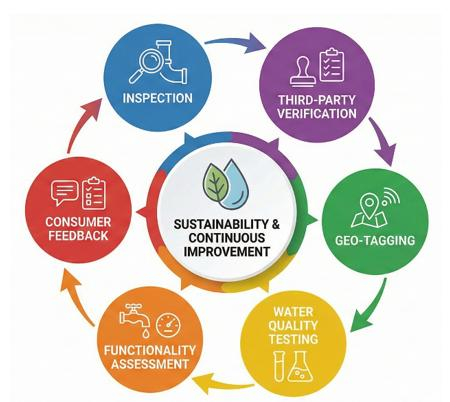 INSPECTION
THIRD-PARTY
VERIFICATION
GEO-TAGGING
WATER
QUALITY
TESTING
FUNCTIONALITY
ASSESSMENT
CONSUMER
FEEDBACK
SUSTAINABILITY &
CONTINUOUS
IMPROVEMENT